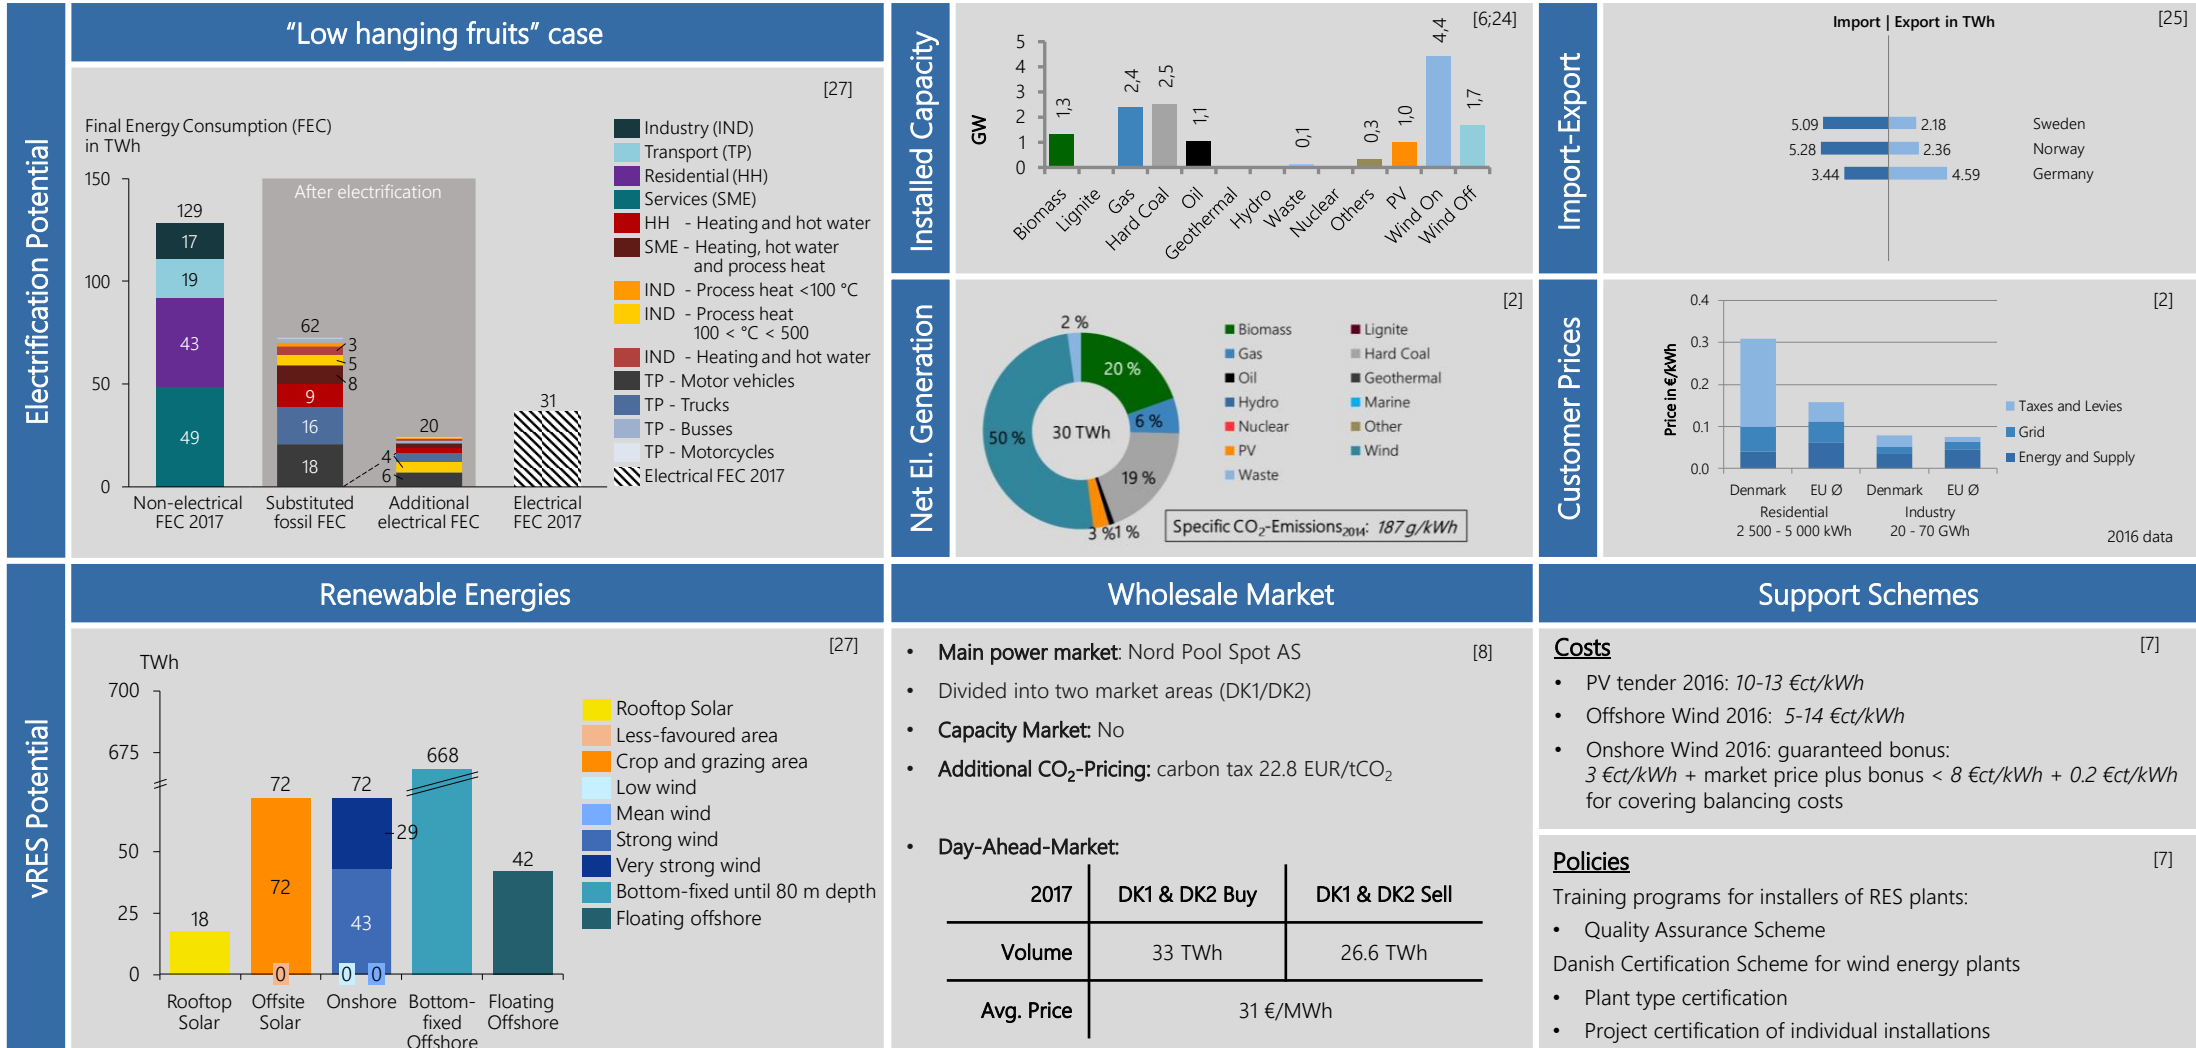 Electrification Potential
"Low hanging fruits" case
[27]
Final Energy Consumption (FEC)
in TWh
150
100
50
0
After electrification
129
17
19
43
49
62
3
5
8
9
16
18
20
4
6
31
Non-electrical
FEC 2017
Substituted
fossil FEC
Additional
electrical FEC
Electrical
FEC 2017
Industry (IND)
Transport (TP)
Residential (HH)
Services (SME)
HH - Heating and hot water
SME - Heating, hot water
and process heat
IND - Process heat <100 °C
IND - Process heat
100 < °C < 500
IND - Heating and hot water
TP - Motor vehicles
TP - Trucks
TP - Busses
TP - Motorcycles
Electrical FEC 2017
Installed Capacity
[6;24]
GW
5
4
3
2
1
0
1,3
2,4
2,5
1,1
0,1
0,3
1,0
4,4
1,7
Biomass
Lignite
Gas
Hard Coal
Oil
Geothermal
Hydro
Waste
Nuclear
Others
PV
Wind On
Wind Off
Import-Export
Import | Export in TWh
[25]
5.09 2.18 Sweden
5.28 2.36 Norway
3.44 4.59 Germany
Net El. Generation
[2]
2 %
20 %
6 %
19 %
1 %
3 %
50 %
30 TWh
Biomass
Lignite
Gas
Hard Coal
Oil
Geothermal
Hydro
Marine
Nuclear
Other
PV
Wind
Waste
Specific CO₂-Emissions₂₀₁₄: 187 g/kWh
Customer Prices
[2]
Price in €/kWh
0.4
0.3
0.2
0.1
0.0
Denmark
EU Ø
Denmark
EU Ø
Residential
2 500 - 5 000 kWh
Industry
20 - 70 GWh
Taxes and Levies
Grid
Energy and Supply
2016 data
vRES Potential
Renewable Energies
[27]
TWh
700
675
50
25
0
18
72
72
0
72
29
43
0
0
668
42
Rooftop
Solar
Offsite
Solar
Onshore
Bottom-
fixed
Offshore
Floating
Offshore
Rooftop Solar
Less-favoured area
Crop and grazing area
Low wind
Mean wind
Strong wind
Very strong wind
Bottom-fixed until 80 m depth
Floating offshore
Wholesale Market
[8]
• Main power market: Nord Pool Spot AS
• Divided into two market areas (DK1/DK2)
• Capacity Market: No
• Additional CO₂-Pricing: carbon tax 22.8 EUR/tCO₂
• Day-Ahead-Market:
2017 DK1 & DK2 Buy DK1 & DK2 Sell
Volume 33 TWh 26.6 TWh
Avg. Price 31 €/MWh
Support Schemes
Costs
[7]
• PV tender 2016: 10-13 €ct/kWh
• Offshore Wind 2016: 5-14 €ct/kWh
• Onshore Wind 2016: guaranteed bonus:
3 €ct/kWh + market price plus bonus < 8 €ct/kWh + 0.2 €ct/kWh
for covering balancing costs
Policies
[7]
Training programs for installers of RES plants:
• Quality Assurance Scheme
Danish Certification Scheme for wind energy plants
• Plant type certification
• Project certification of individual installations